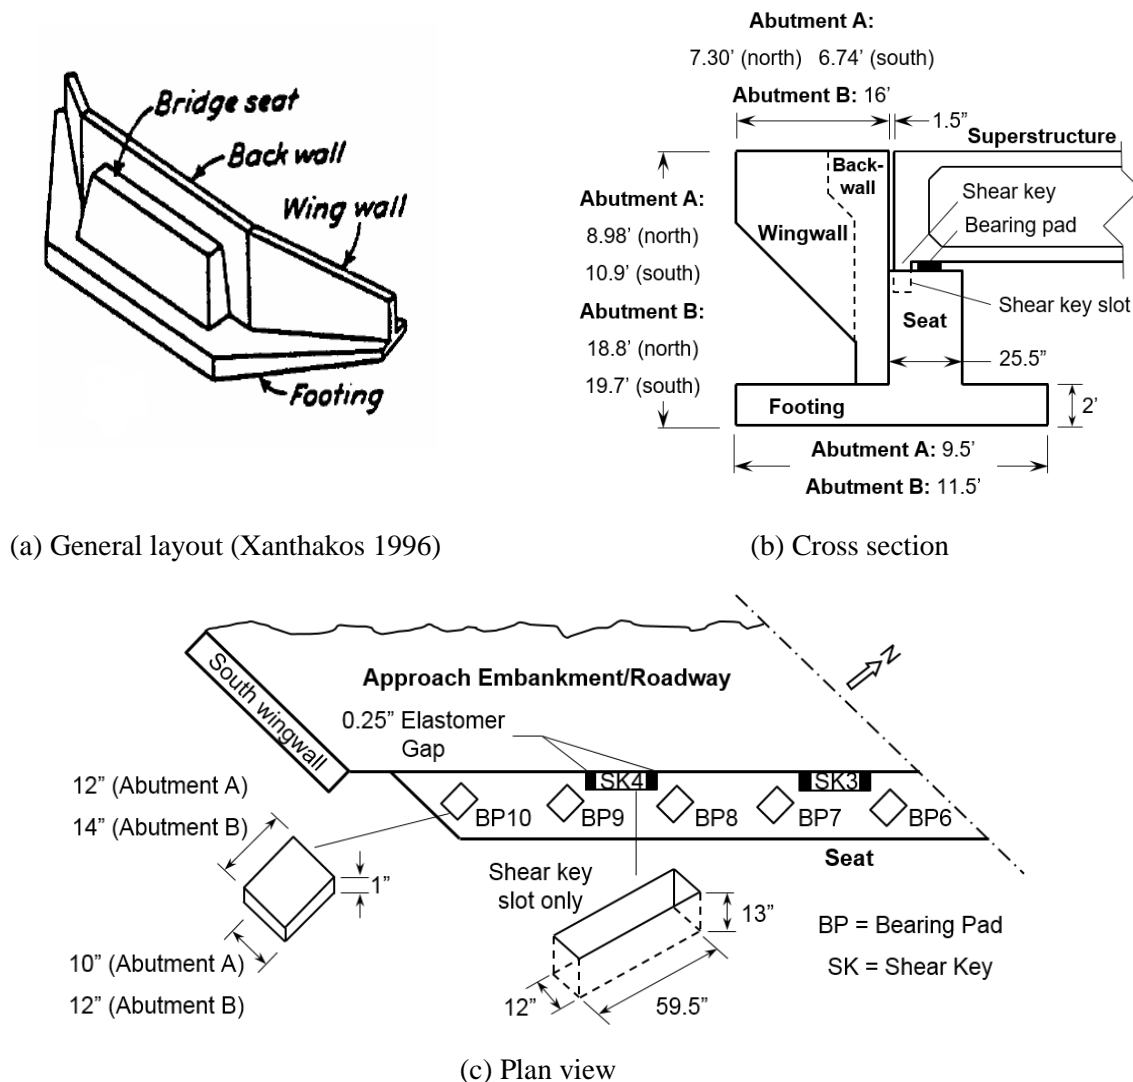 Bridge seat
Back wall
Wing wall
Footing
(a) General layout (Xanthakos 1996)
Abutment A:
7.30’ (north) 6.74’ (south)
Abutment B: 16’
1.5”
Superstructure
Back-
wall
Shear key
Bearing pad
Abutment A:
8.98’ (north)
10.9’ (south)
Abutment B:
18.8’ (north)
19.7’ (south)
Wingwall
Shear key slot
Seat
25.5”
Footing
2’
Abutment A: 9.5’
Abutment B: 11.5’
(b) Cross section
South wingwall
Approach Embankment/Roadway
N
0.25” Elastomer
Gap
SK4
SK3
BP10
BP9
BP8
BP7
BP6
Seat
12” (Abutment A)
14” (Abutment B)
1”
10” (Abutment A)
12” (Abutment B)
Shear key
slot only
13”
12”
59.5”
BP = Bearing Pad
SK = Shear Key
(c) Plan view